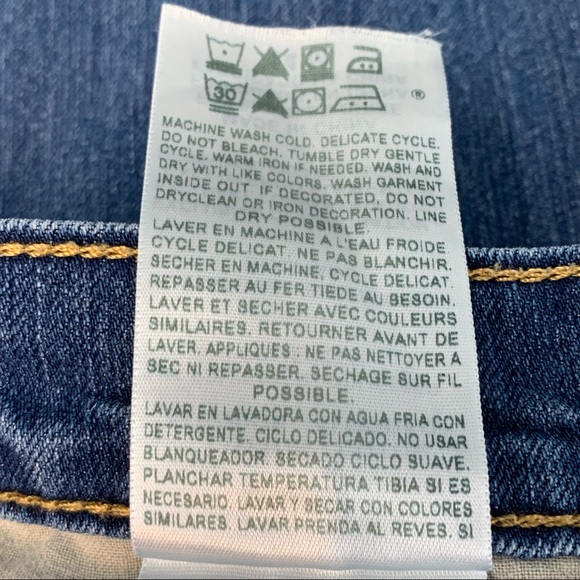 30 ®
MACHINE WASH COLD. DELICATE CYCLE.
DO NOT BLEACH. TUMBLE DRY GENTLE
CYCLE. WARM IRON IF NEEDED. WASH AND
DRY WITH LIKE COLORS. WASH GARMENT
INSIDE OUT. IF DECORATED, DO NOT
DRYCLEAN OR IRON DECORATION. LINE
DRY POSSIBLE.
LAVER EN MACHINE A L'EAU FROIDE
CYCLE DELICAT. NE PAS BLANCHIR.
SECHER EN MACHINE, CYCLE DELICAT.
REPASSER AU FER TIEDE AU BESOIN.
LAVER ET SECHER AVEC COULEURS
SIMILAIRES. RETOURNER AVANT DE
LAVER. APPLIQUES : NE PAS NETTOYER A
SEC NI REPASSER. SECHAGE SUR FIL
POSSIBLE.
LAVAR EN LAVADORA CON AGUA FRIA CON
DETERGENTE. CICLO DELICADO. NO USAR
BLANQUEADOR. SECADO CICLO SUAVE.
PLANCHAR TEMPERATURA TIBIA SI ES
NECESARIO. LAVAR Y SECAR CON COLORES
SIMILARES. LAVAR PRENDA AL REVES. SI